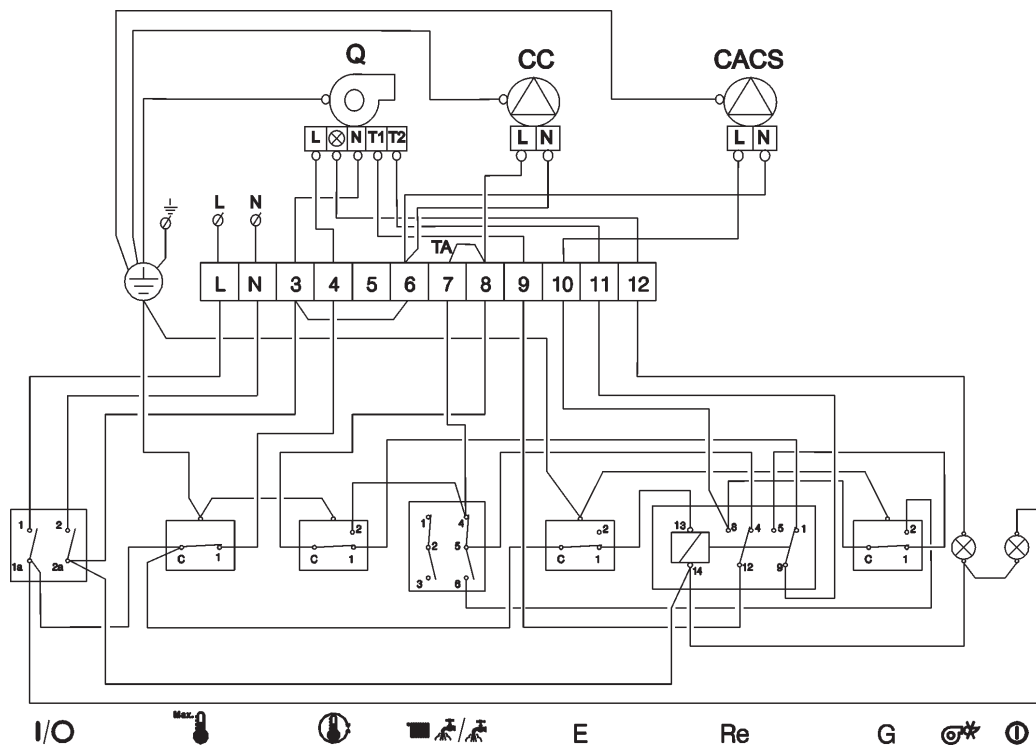 Q CC CACS
L N T1 T2 L N L N
L N
TA
L N 3 4 5 6 7 8 9 10 11 12
1 2 2 1 4 2 13 8 4 5 1 2
C 1 C 1 2 5 C 1
1a 2a 3 6 14 12 9 C 1
Max.
I/O E Re G